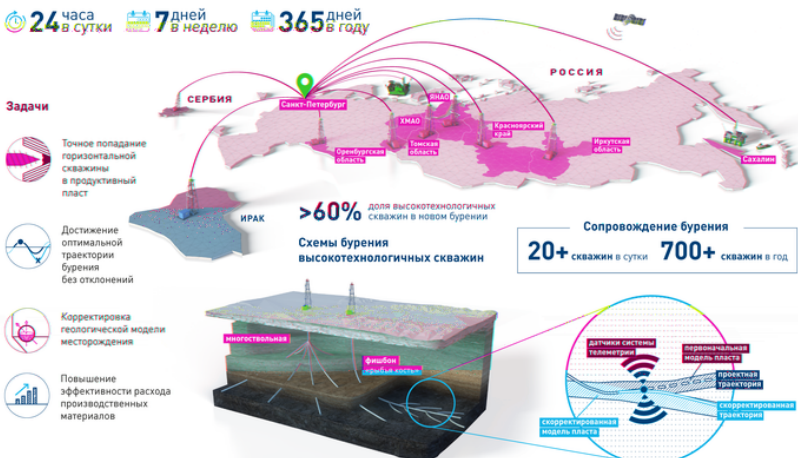 24 часа
в сутки
7 дней
в неделю
365 дней
в году
РОССИЯ
СЕРБИЯ
Санкт-Петербург
ЯНАО
ХМАО
Красноярский
край
Томская
область
Оренбургская
область
Иркутская
область
Сахалин
ИРАК
Задачи
Точное попадание
горизонтальной
скважины
в продуктивный
пласт
Достижение
оптимальной
траектории
бурения
без отклонений
Корректировка
геологической модели
месторождения
Повышение
эффективности расхода
производственных
материалов
>60% доля высокотехнологичных
скважин в новом бурении
Сопровождение бурения
20+ скважин в сутки
700+ скважин в год
Схемы бурения
высокотехнологичных скважин
многоствольная
фишбон
«рыбья кость»
датчики системы
телеметрии
первоначальная
модель пласта
проектная
траектория
скорректированная
траектория
скорректированная
модель пласта